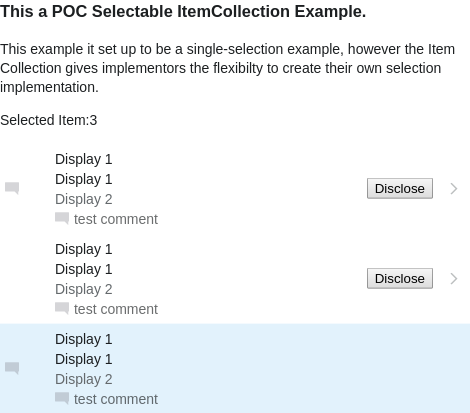 This a POC Selectable ItemCollection Example.
This example it set up to be a single-selection example, however the Item
Collection gives implementors the flexibilty to create their own selection
implementation.
Selected Item:3
Display 1
Display 1
Display 2
test comment
Disclose
Display 1
Display 1
Display 2
test comment
Disclose
Display 1
Display 1
Display 2
test comment